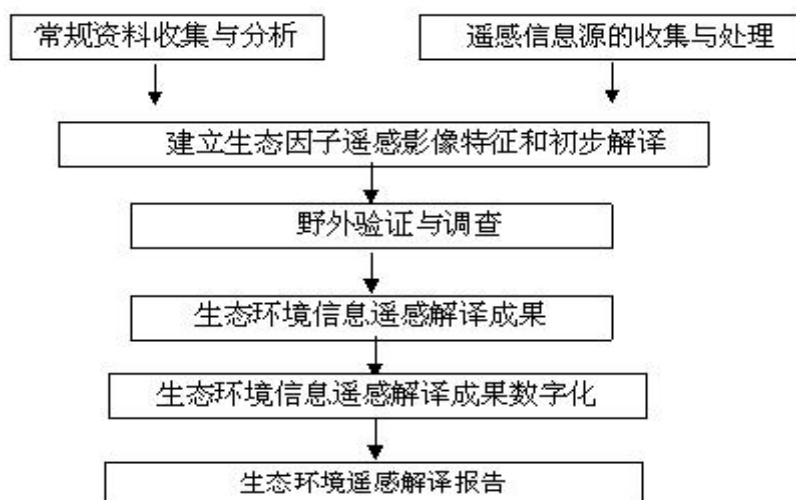 常规资料收集与分析
遥感信息源的收集与处理
建立生态因子遥感影像特征和初步解译
野外验证与调查
生态环境信息遥感解译成果
生态环境信息遥感解译成果数字化
生态环境遥感解译报告